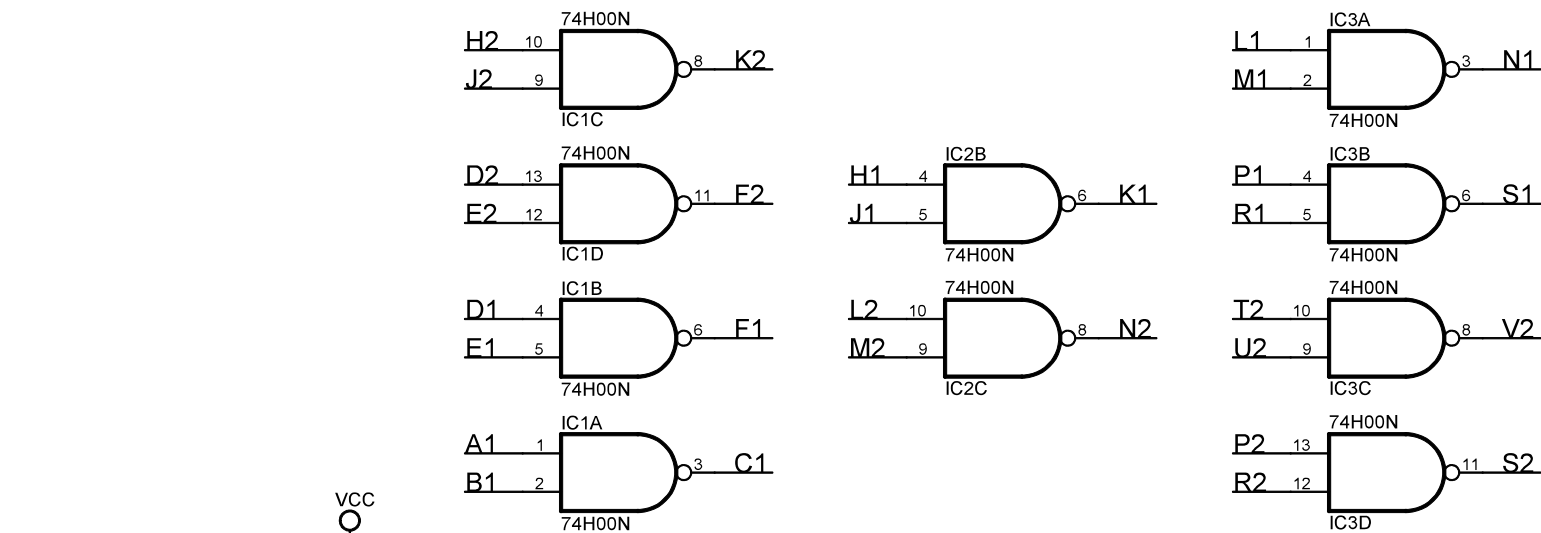 74H00N
H2 10
J2 9
8 K2
IC1C
74H00N
D2 13
E2 12
11 F2
IC1D
IC1B
D1 4
E1 5
6 F1
74H00N
IC1A
A1 1
B1 2
3 C1
74H00N
VCC
IC2B
H1 4
J1 5
6 K1
74H00N
74H00N
L2 10
M2 9
8 N2
IC2C
IC3A
L1 1
M1 2
3 N1
74H00N
IC3B
P1 4
R1 5
6 S1
74H00N
74H00N
T2 10
U2 9
8 V2
IC3C
74H00N
P2 13
R2 12
11 S2
IC3D